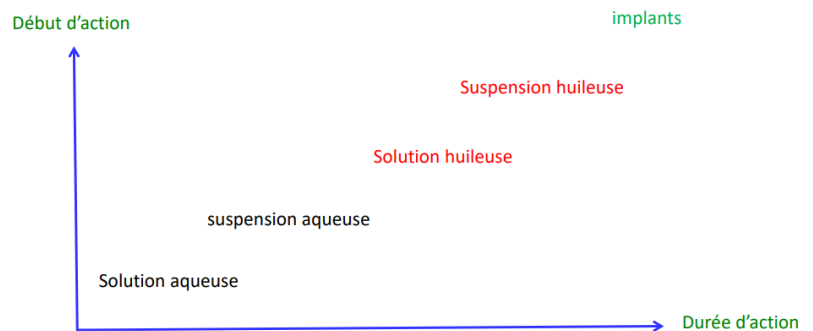 implants
Début d’action
Suspension huileuse
Solution huileuse
suspension aqueuse
Solution aqueuse
Durée d’action